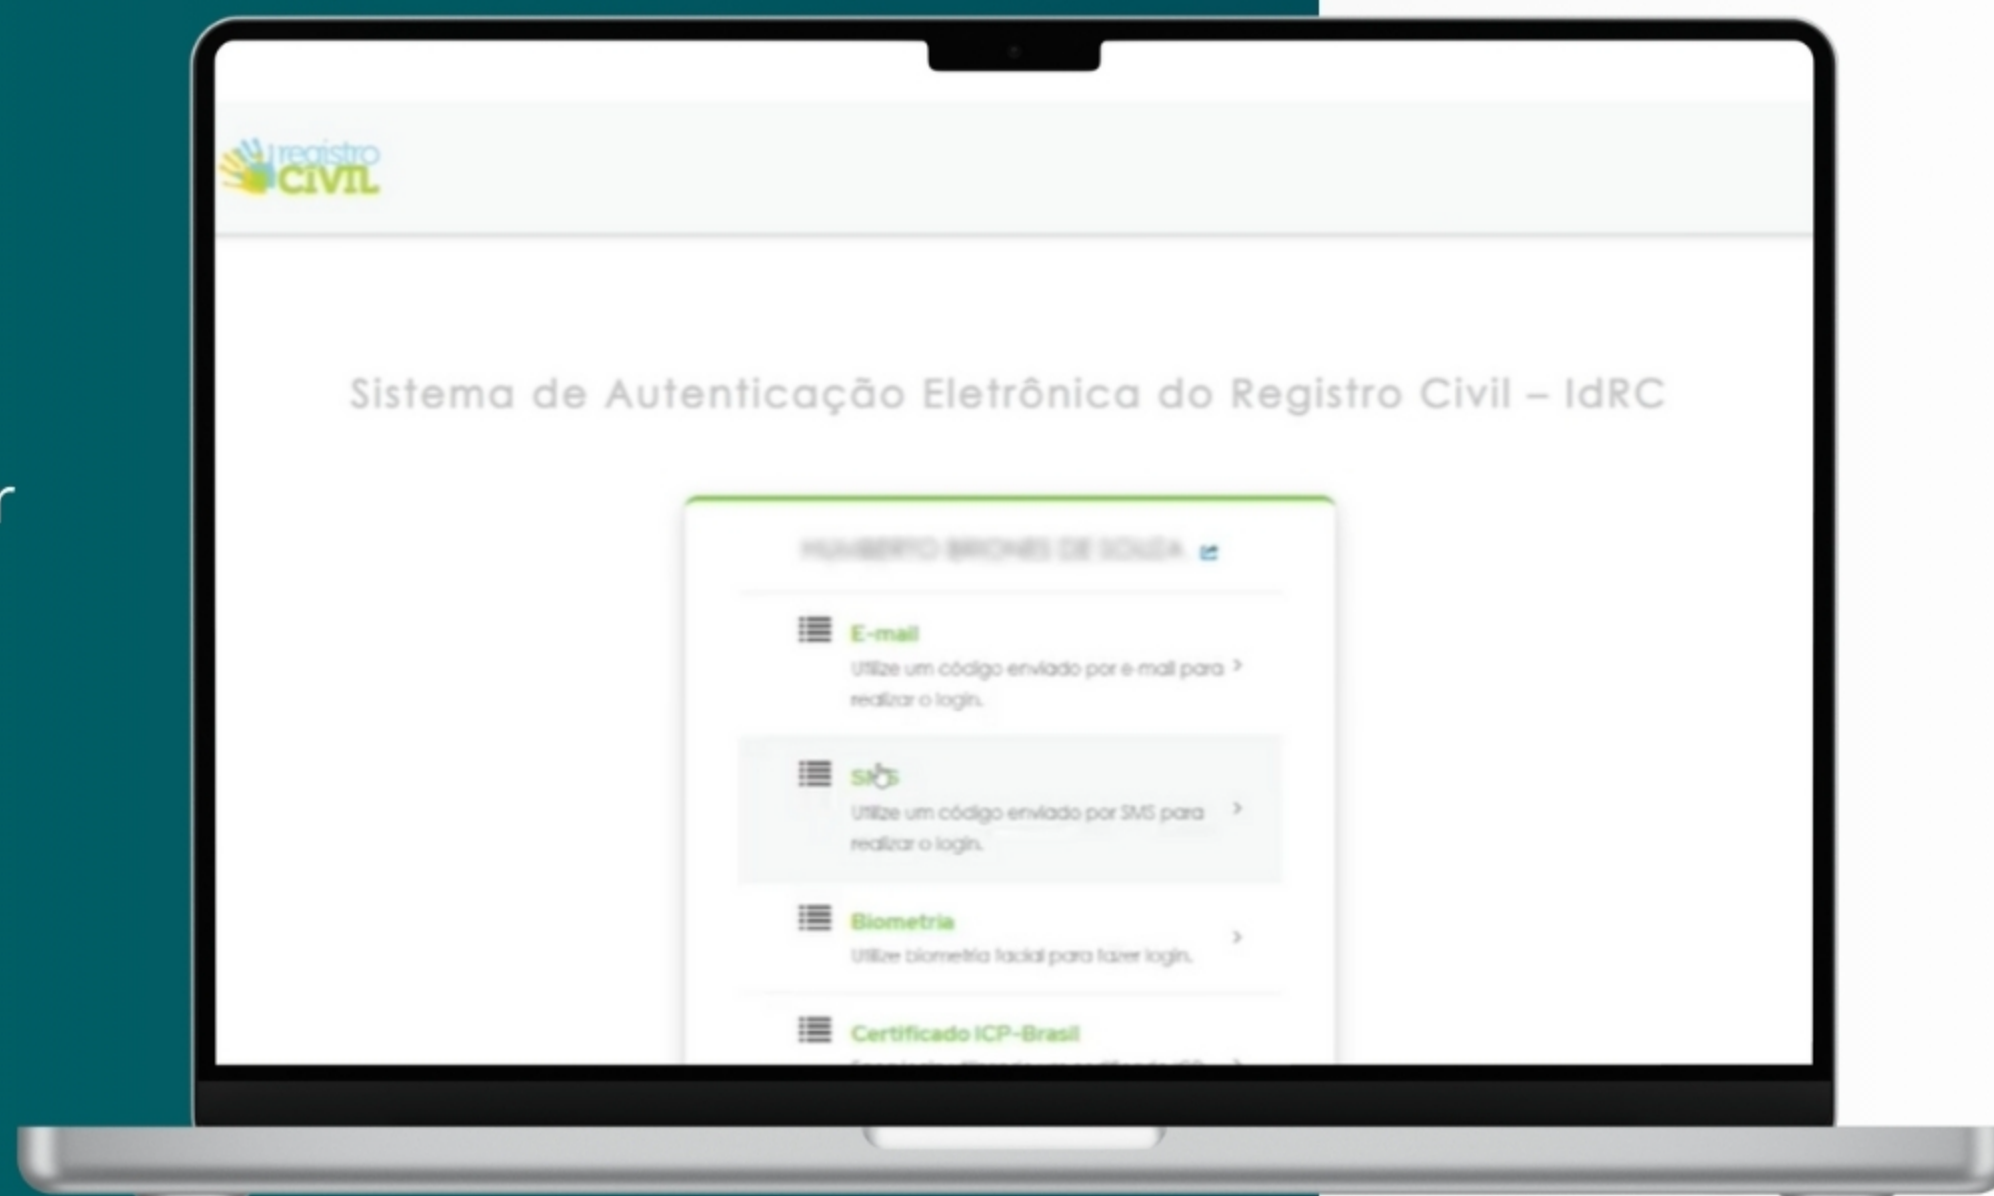 r
registro
CIVIL
Sistema de Autenticação Eletrônica do Registro Civil – IdRC
E-mail
Utilize um código enviado por e-mail para
realizar o login.
SMS
Utilize um código enviado por SMS para
realizar o login.
Biometria
Utilize biometria facial para fazer login.
Certificado ICP-Brasil